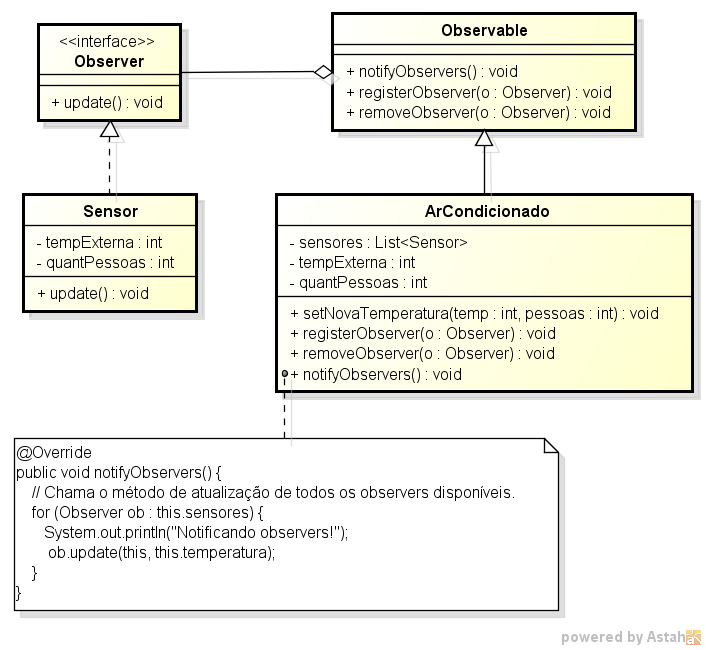 <<interface>>
Observer
+ update() : void
Observable
+ notifyObservers() : void
+ registerObserver(o : Observer) : void
+ removeObserver(o : Observer) : void
Sensor
- tempExterna : int
- quantPessoas : int
+ update() : void
ArCondicionado
- sensores : List<Sensor>
- tempExterna : int
- quantPessoas : int
+ setNovaTemperatura(temp : int, pessoas : int) : void
+ registerObserver(o : Observer) : void
+ removeObserver(o : Observer) : void
+ notifyObservers() : void
@Override
public void notifyObservers() {
// Chama o método de atualização de todos os observers disponíveis.
for (Observer ob : this.sensores) {
System.out.println("Notificando observers!");
ob.update(this, this.temperatura);
}
}
powered by Astah